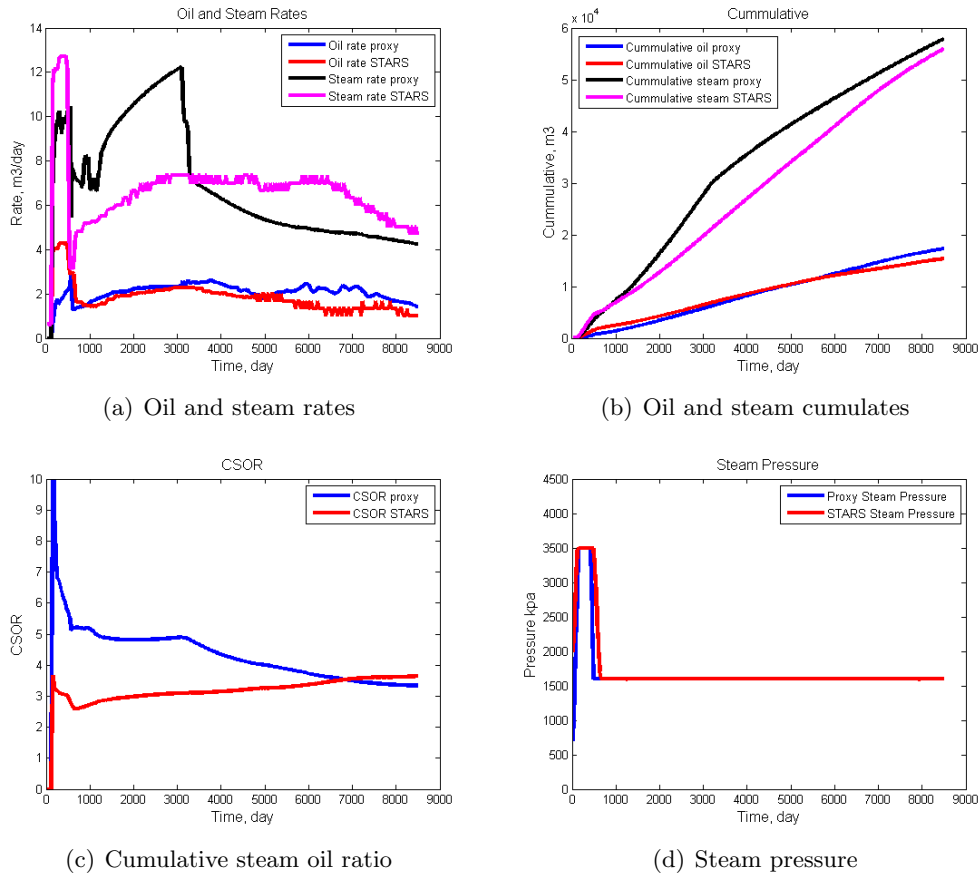 Oil and Steam Rates
14
12
10
8
6
4
2
0
Rate, m3/day
Oil rate proxy
Oil rate STARS
Steam rate proxy
Steam rate STARS
0 1000 2000 3000 4000 5000 6000 7000 8000 9000
Time, day
(a) Oil and steam rates
Cummulative
x 10^4
6
5
4
3
2
1
0
Cummulative, m3
Cummulative oil proxy
Cummulative oil STARS
Cummulative steam proxy
Cummulative steam STARS
0 1000 2000 3000 4000 5000 6000 7000 8000 9000
Time, day
(b) Oil and steam cumulates
CSOR
10
9
8
7
6
5
4
3
2
1
0
CSOR
CSOR proxy
CSOR STARS
0 1000 2000 3000 4000 5000 6000 7000 8000 9000
Time, day
(c) Cumulative steam oil ratio
Steam Pressure
4500
4000
3500
3000
2500
2000
1500
1000
500
0
Pressure kpa
Proxy Steam Pressure
STARS Steam Pressure
0 1000 2000 3000 4000 5000 6000 7000 8000 9000
Time, day
(d) Steam pressure